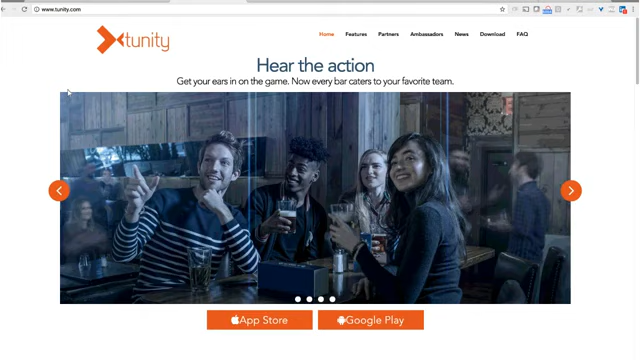 www.tunity.com
tunity
Home Features Partners Ambassadors News Download FAQ
Hear the action
Get your ears in on the game. Now every bar caters to your favorite team.
App Store Google Play